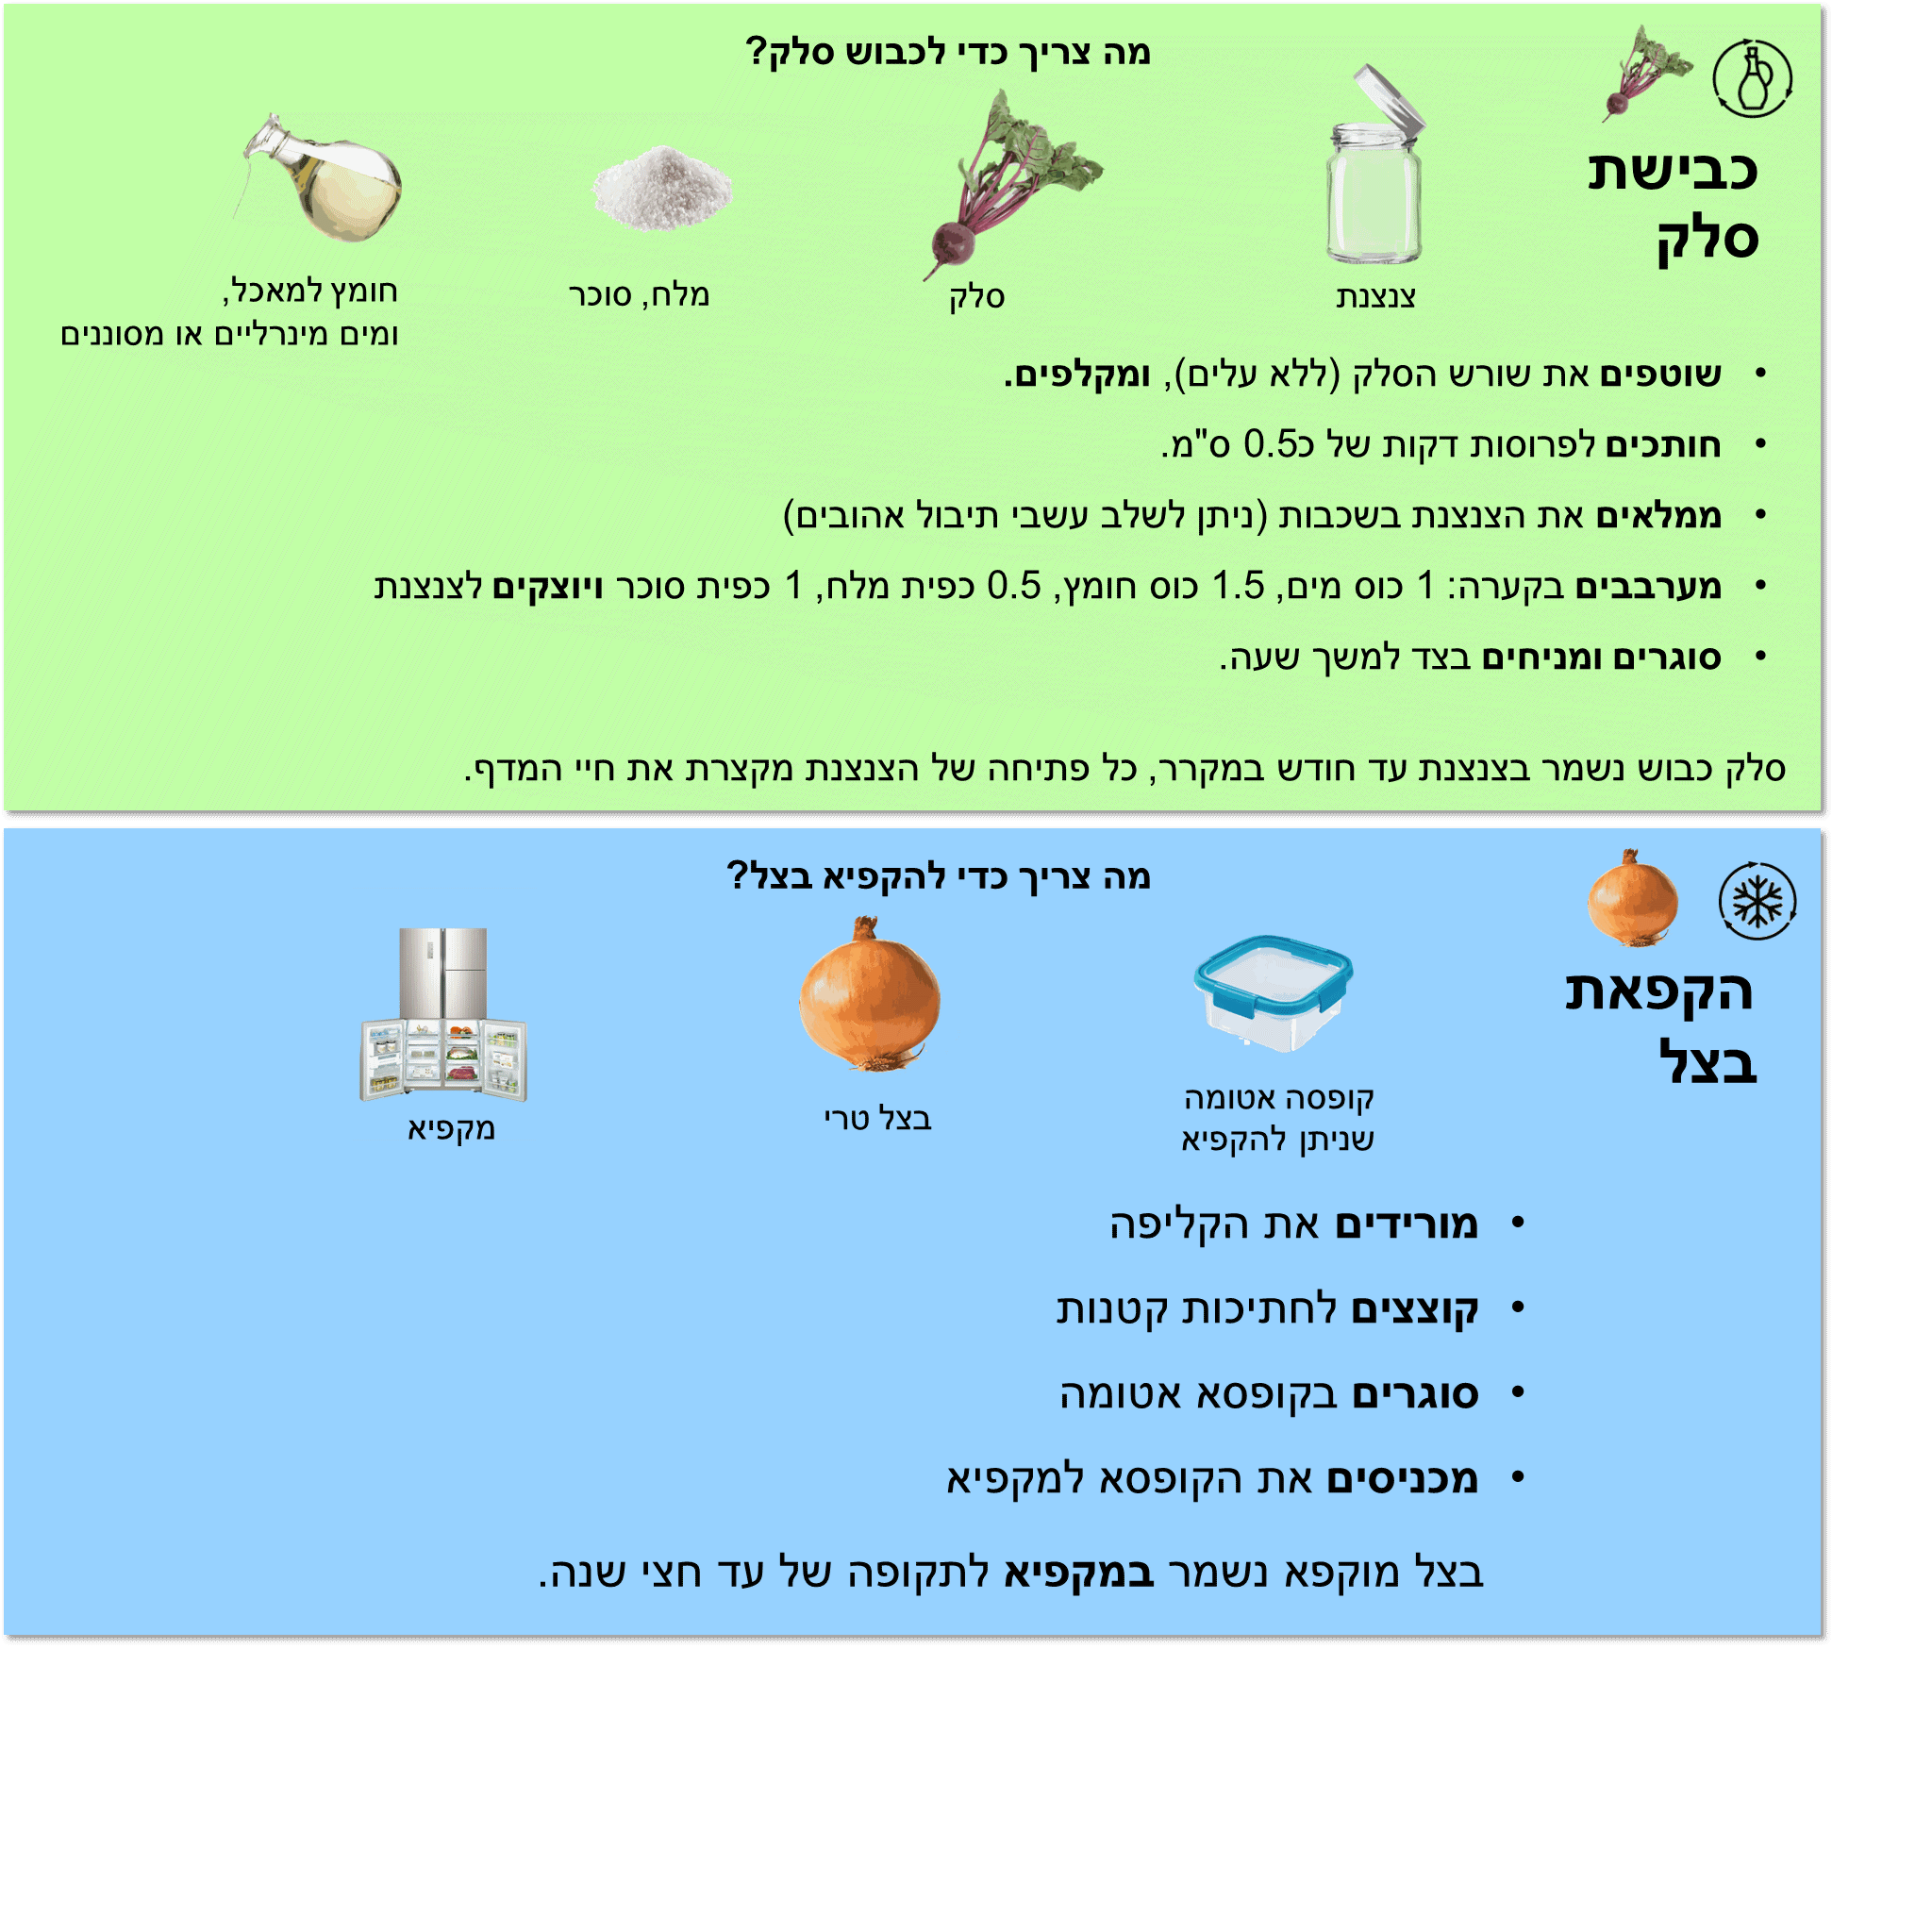 כבישת
סלק
מה צריך כדי לכבוש סלק?
צנצנת
סלק
מלח, סוכר
חומץ למאכל,
ומים מינרליים או מסוננים
• שוטפים את שורש הסלק (ללא עלים), ומקלפים.
• חותכים לפרוסות דקות של כ0.5 ס"מ.
• ממלאים את הצנצנת בשכבות (ניתן לשלב עשבי תיבול אהובים)
• מערבבים בקערה: 1 כוס מים, 1.5 כוס חומץ, 0.5 כפית מלח, 1 כפית סוכר ויוצקים לצנצנת
• סוגרים ומניחים בצד למשך שעה.
סלק כבוש נשמר בצנצנת עד חודש במקרר, כל פתיחה של הצנצנת מקצרת את חיי המדף.
הקפאת
בצל
מה צריך כדי להקפיא בצל?
קופסה אטומה
שניתן להקפיא
בצל טרי
מקפיא
• מורידים את הקליפה
• קוצצים לחתיכות קטנות
• סוגרים בקופסא אטומה
• מכניסים את הקופסא למקפיא
בצל מוקפא נשמר במקפיא לתקופה של עד חצי שנה.